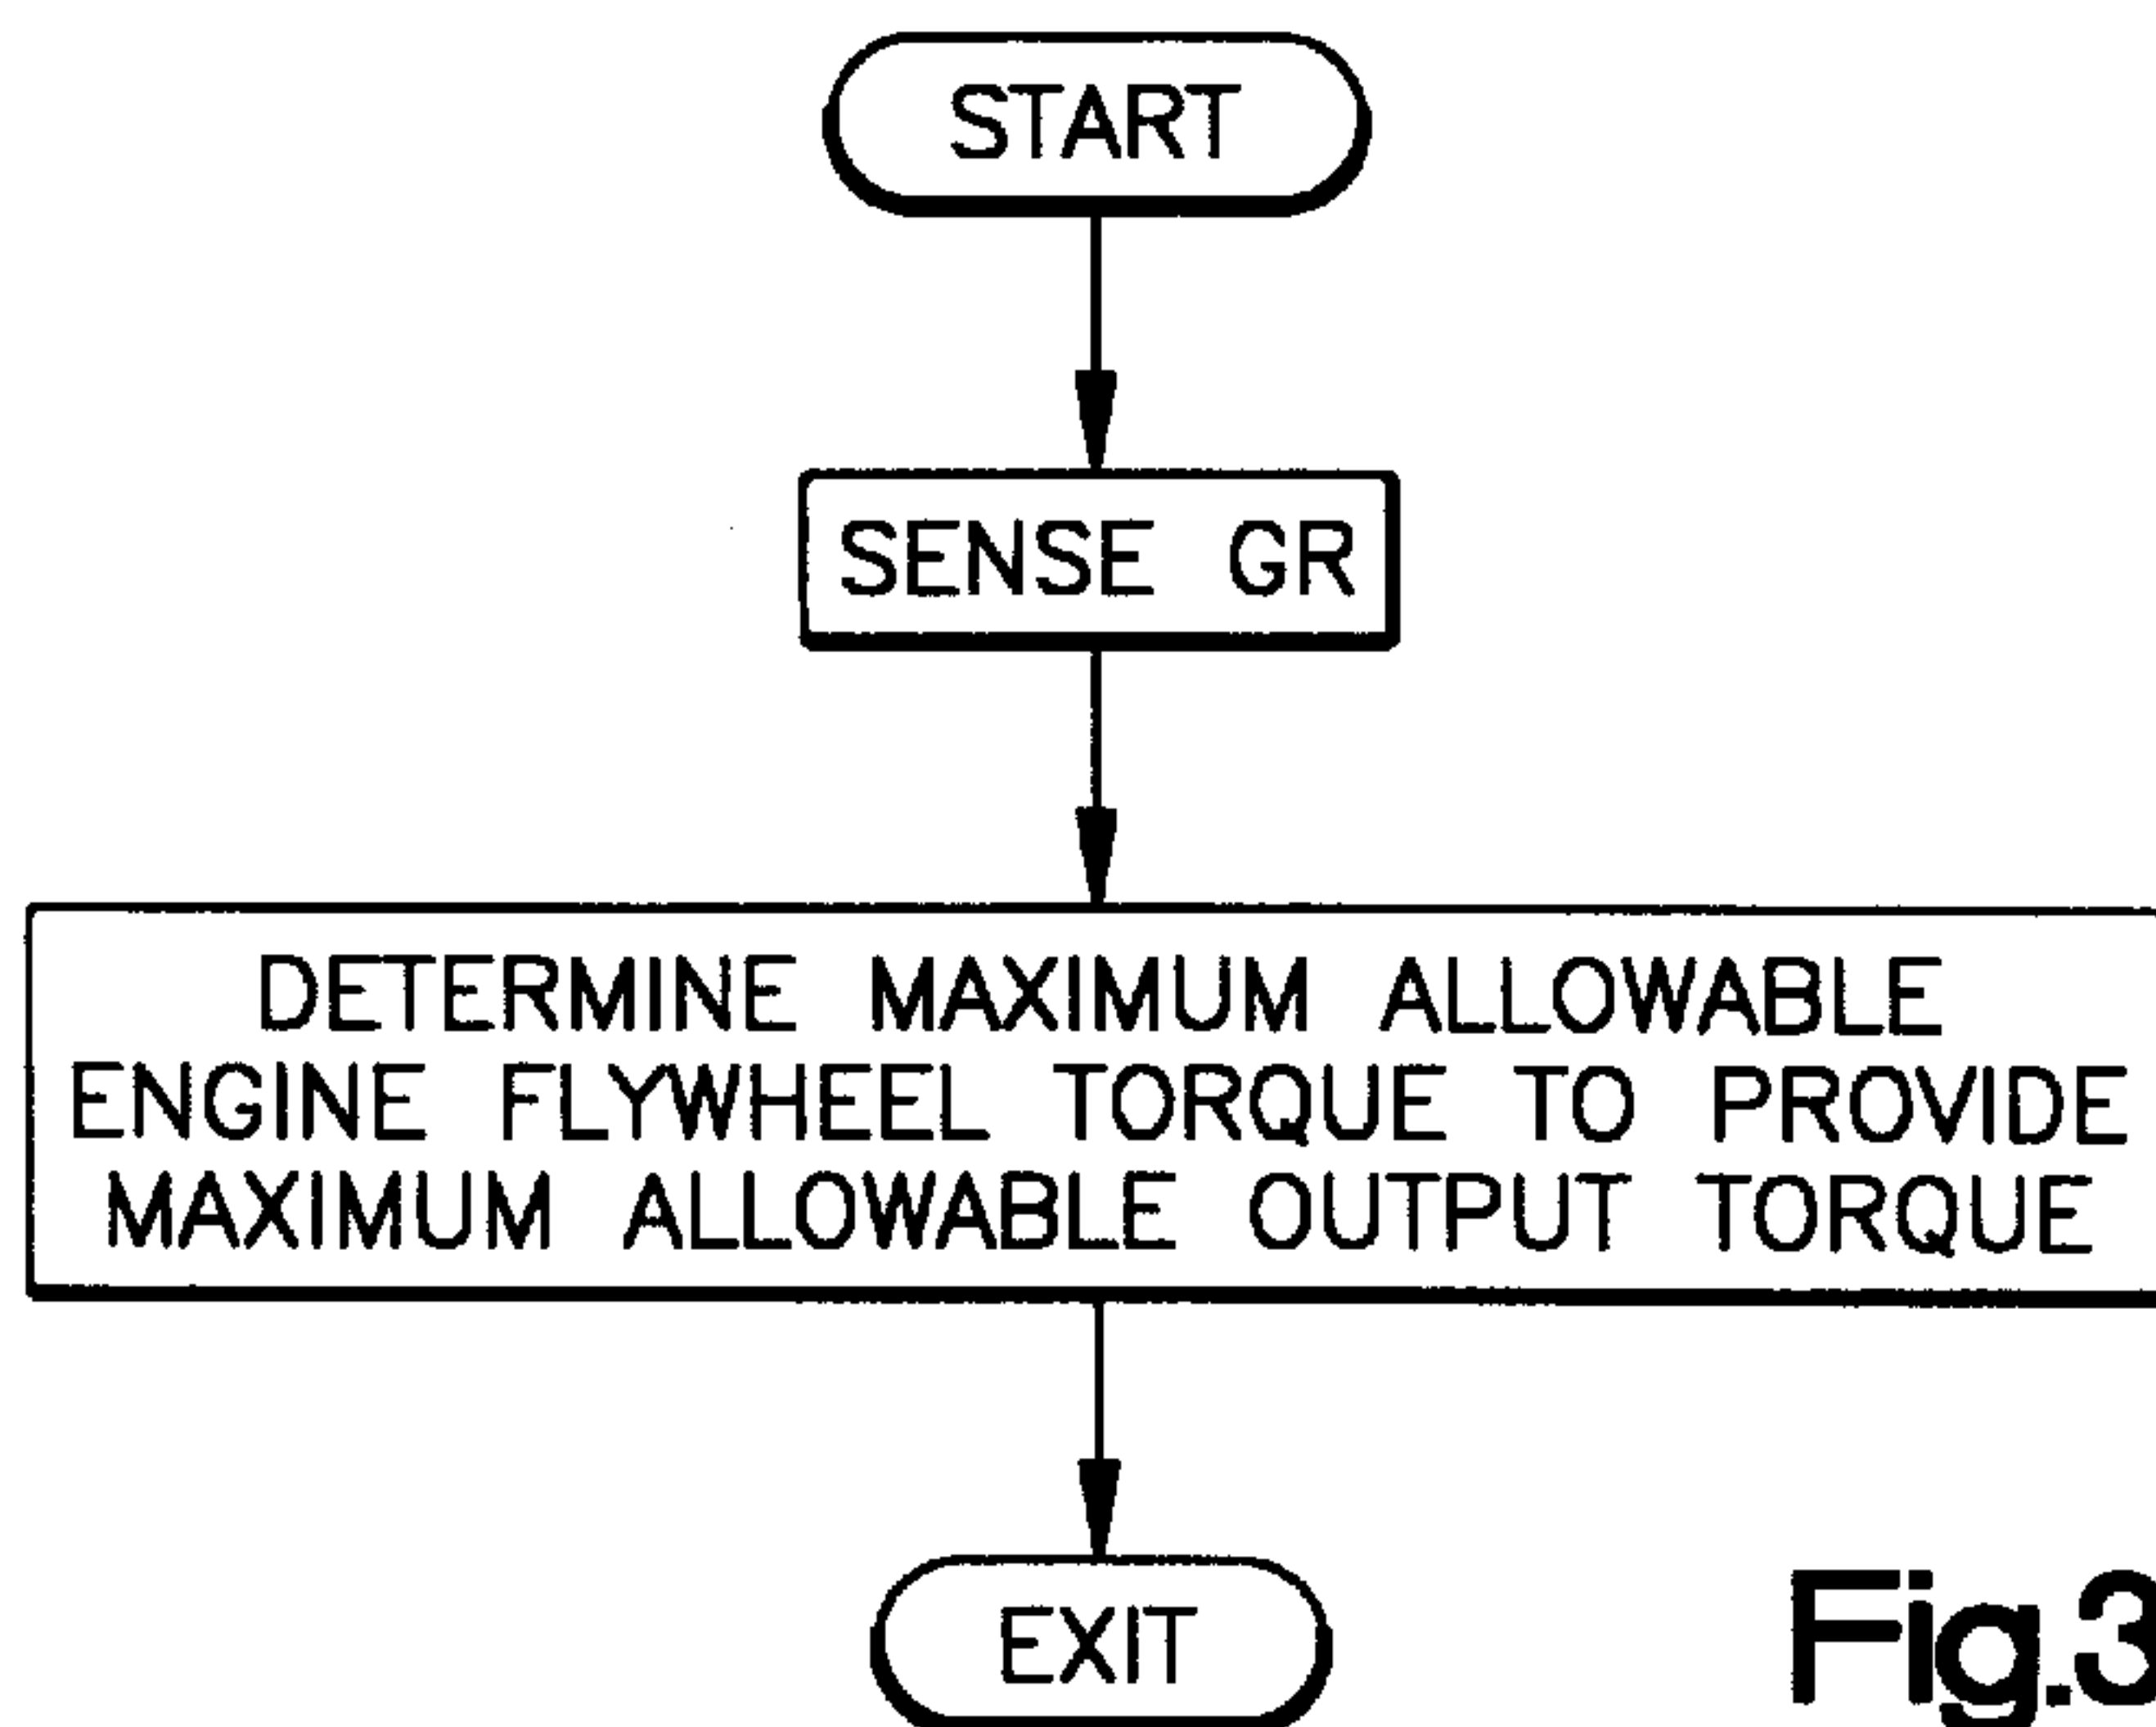 START
SENSE GR
DETERMINE MAXIMUM ALLOWABLE
ENGINE FLYWHEEL TORQUE TO PROVIDE
MAXIMUM ALLOWABLE OUTPUT TORQUE
EXIT
Fig.3